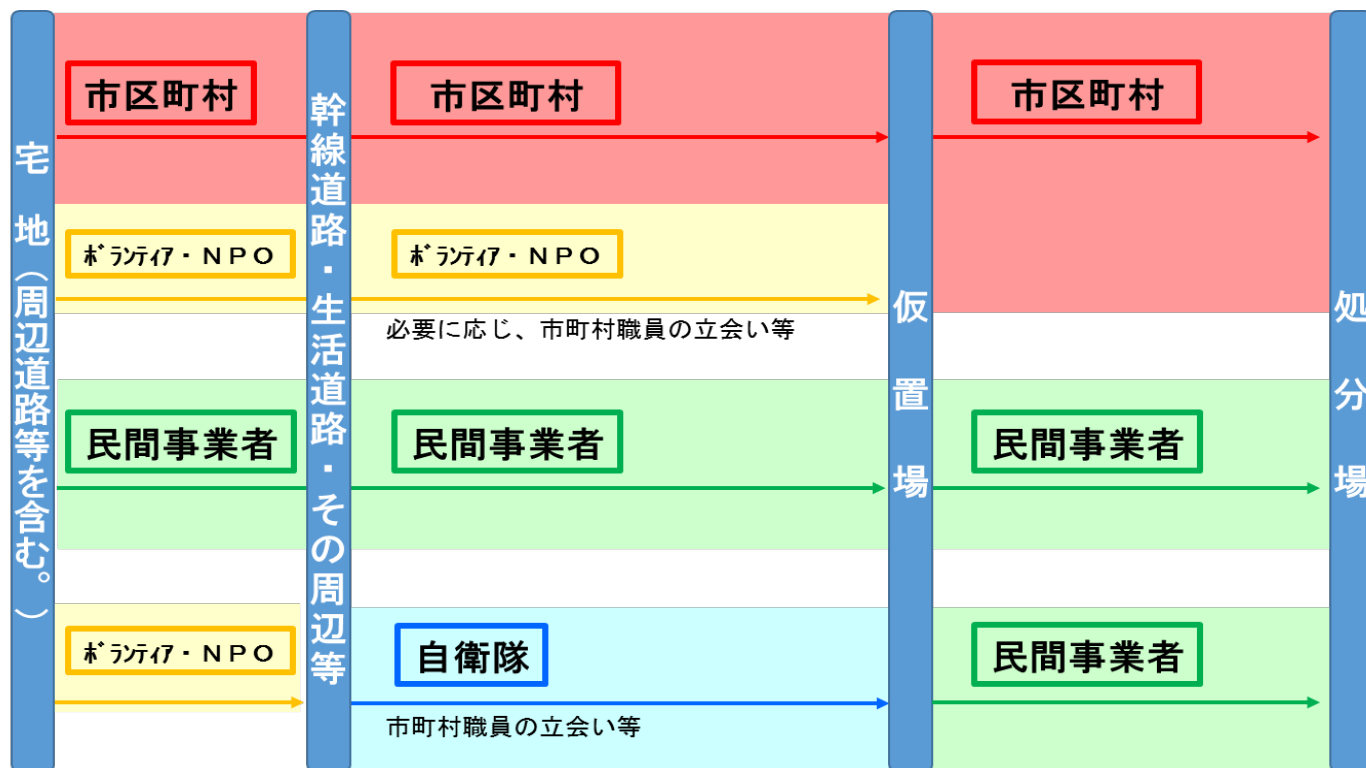 宅地(周辺道路等を含む。)
幹線道路・生活道路・その周辺等
仮置場
処分場
市区町村
市区町村
市区町村
ﾎﾞﾗﾝﾃｨｱ・ＮＰＯ
ﾎﾞﾗﾝﾃｨｱ・ＮＰＯ
必要に応じ、市町村職員の立会い等
民間事業者
民間事業者
民間事業者
ﾎﾞﾗﾝﾃｨｱ・ＮＰＯ
自衛隊
市町村職員の立会い等
民間事業者